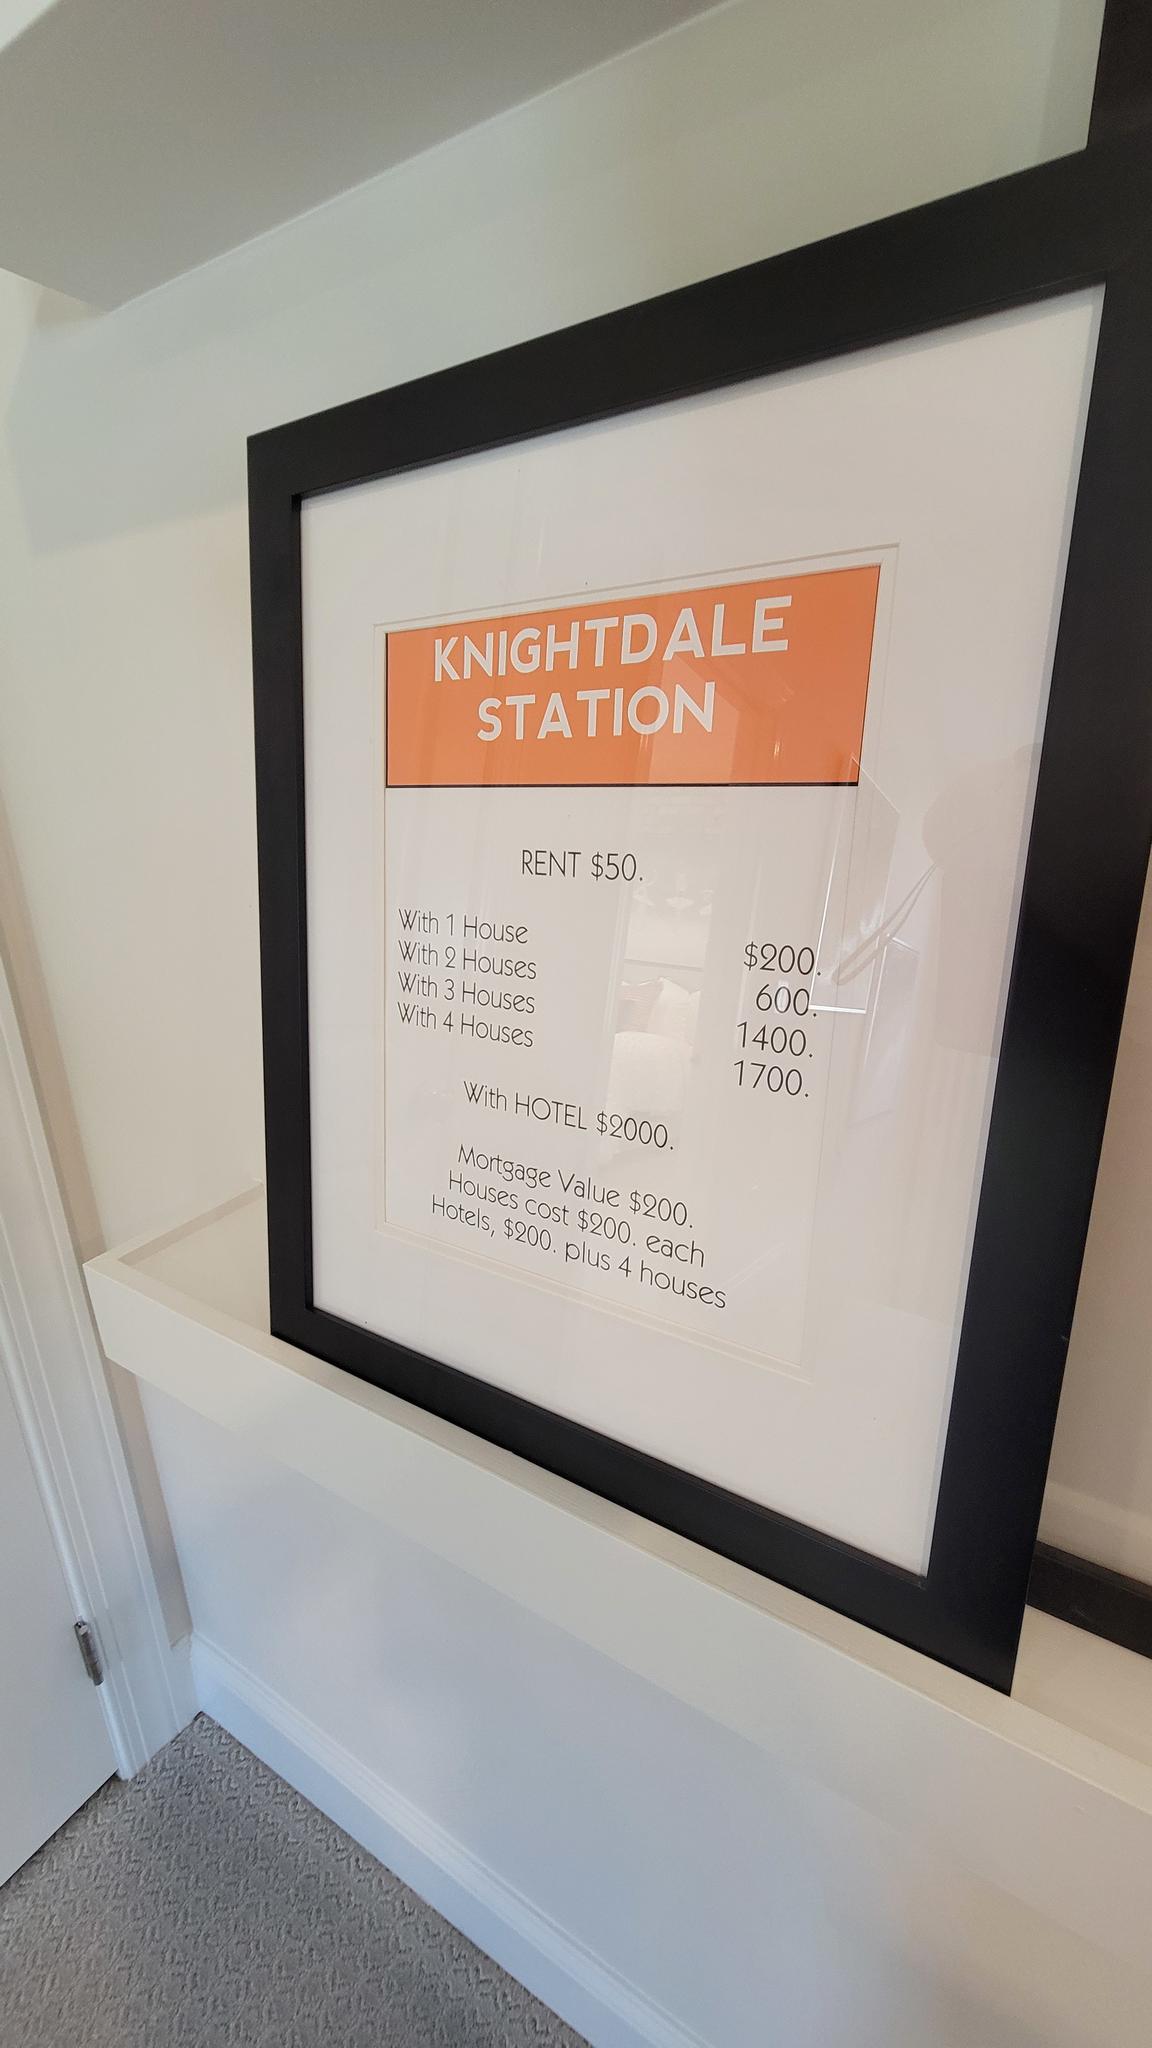 KNIGHTDALE
STATION
RENT $50.
With 1 House $200.
With 2 Houses 600.
With 3 Houses 1400.
With 4 Houses 1700.
With HOTEL $2000.
Mortgage Value $200.
Houses cost $200. each
Hotels, $200. plus 4 houses